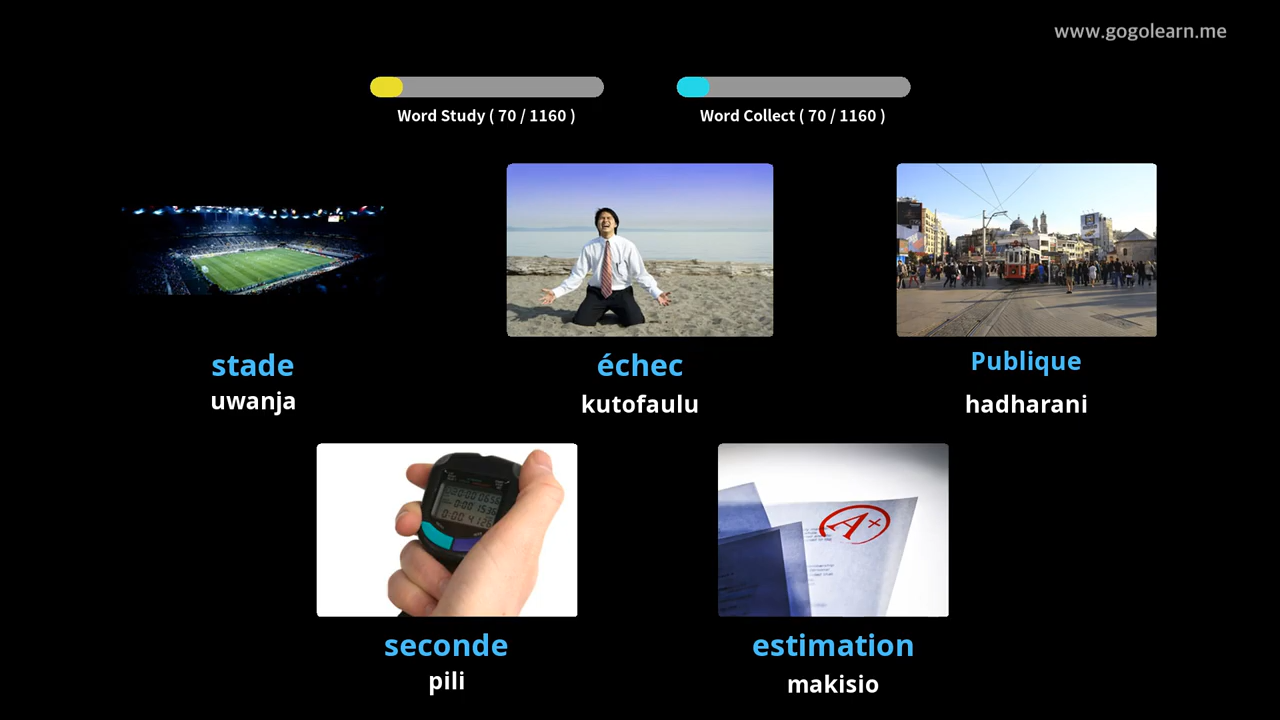 www.gogolearn.me
Word Study ( 70 / 1160 )
Word Collect ( 70 / 1160 )
stade
uwanja
échec
kutofaulu
Publique
hadharani
A+
seconde
pili
estimation
makisio